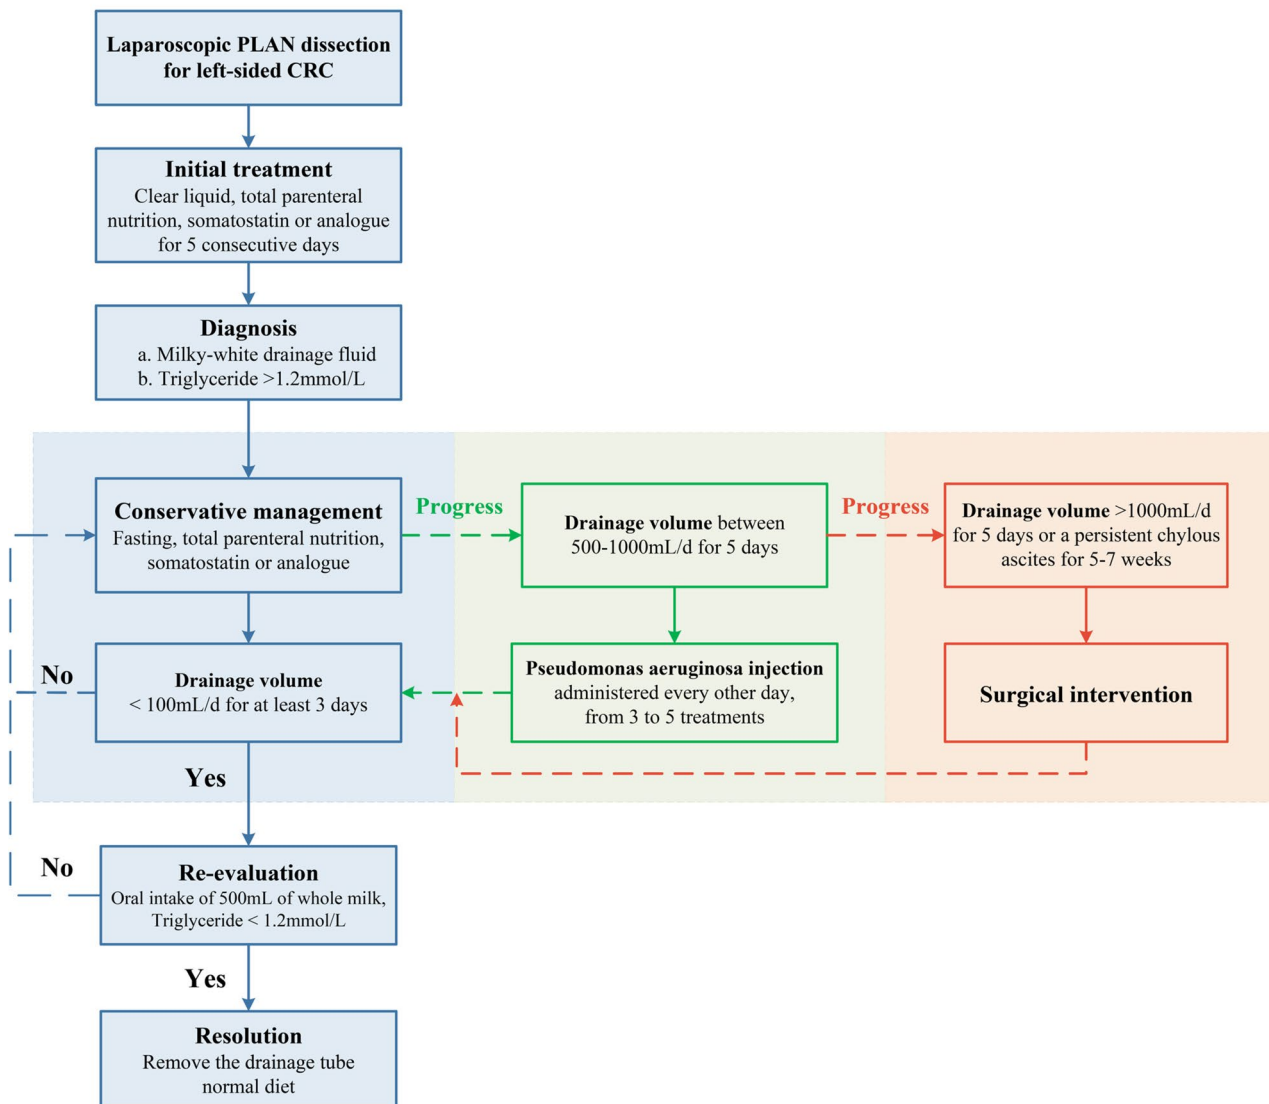 Laparoscopic PLAN dissection
for left-sided CRC
Initial treatment
Clear liquid, total parenteral
nutrition, somatostatin or analogue
for 5 consecutive days
Diagnosis
a. Milky-white drainage fluid
b. Triglyceride >1.2mmol/L
Conservative management
Fasting, total parenteral nutrition,
somatostatin or analogue
Progress
Drainage volume between
500-1000mL/d for 5 days
Progress
Drainage volume >1000mL/d
for 5 days or a persistent chylous
ascites for 5-7 weeks
No
Drainage volume
< 100mL/d for at least 3 days
Pseudomonas aeruginosa injection
administered every other day,
from 3 to 5 treatments
Surgical intervention
Yes
No
Re-evaluation
Oral intake of 500mL of whole milk,
Triglyceride < 1.2mmol/L
Yes
Resolution
Remove the drainage tube
normal diet